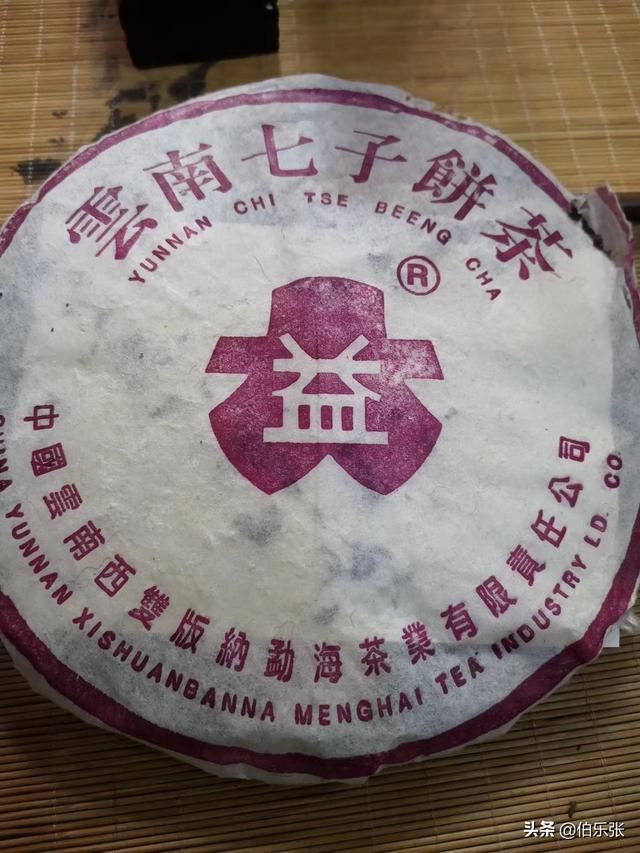 雲南七子餅茶
YUNNAN CHI TSE BEENG CHA
®
益
中國雲南西雙版納勐海茶業有限責任公司
YUNNAN XISHUANBANNA MENGHAI TEA INDUSTRY LD. CO
头条 @伯乐张